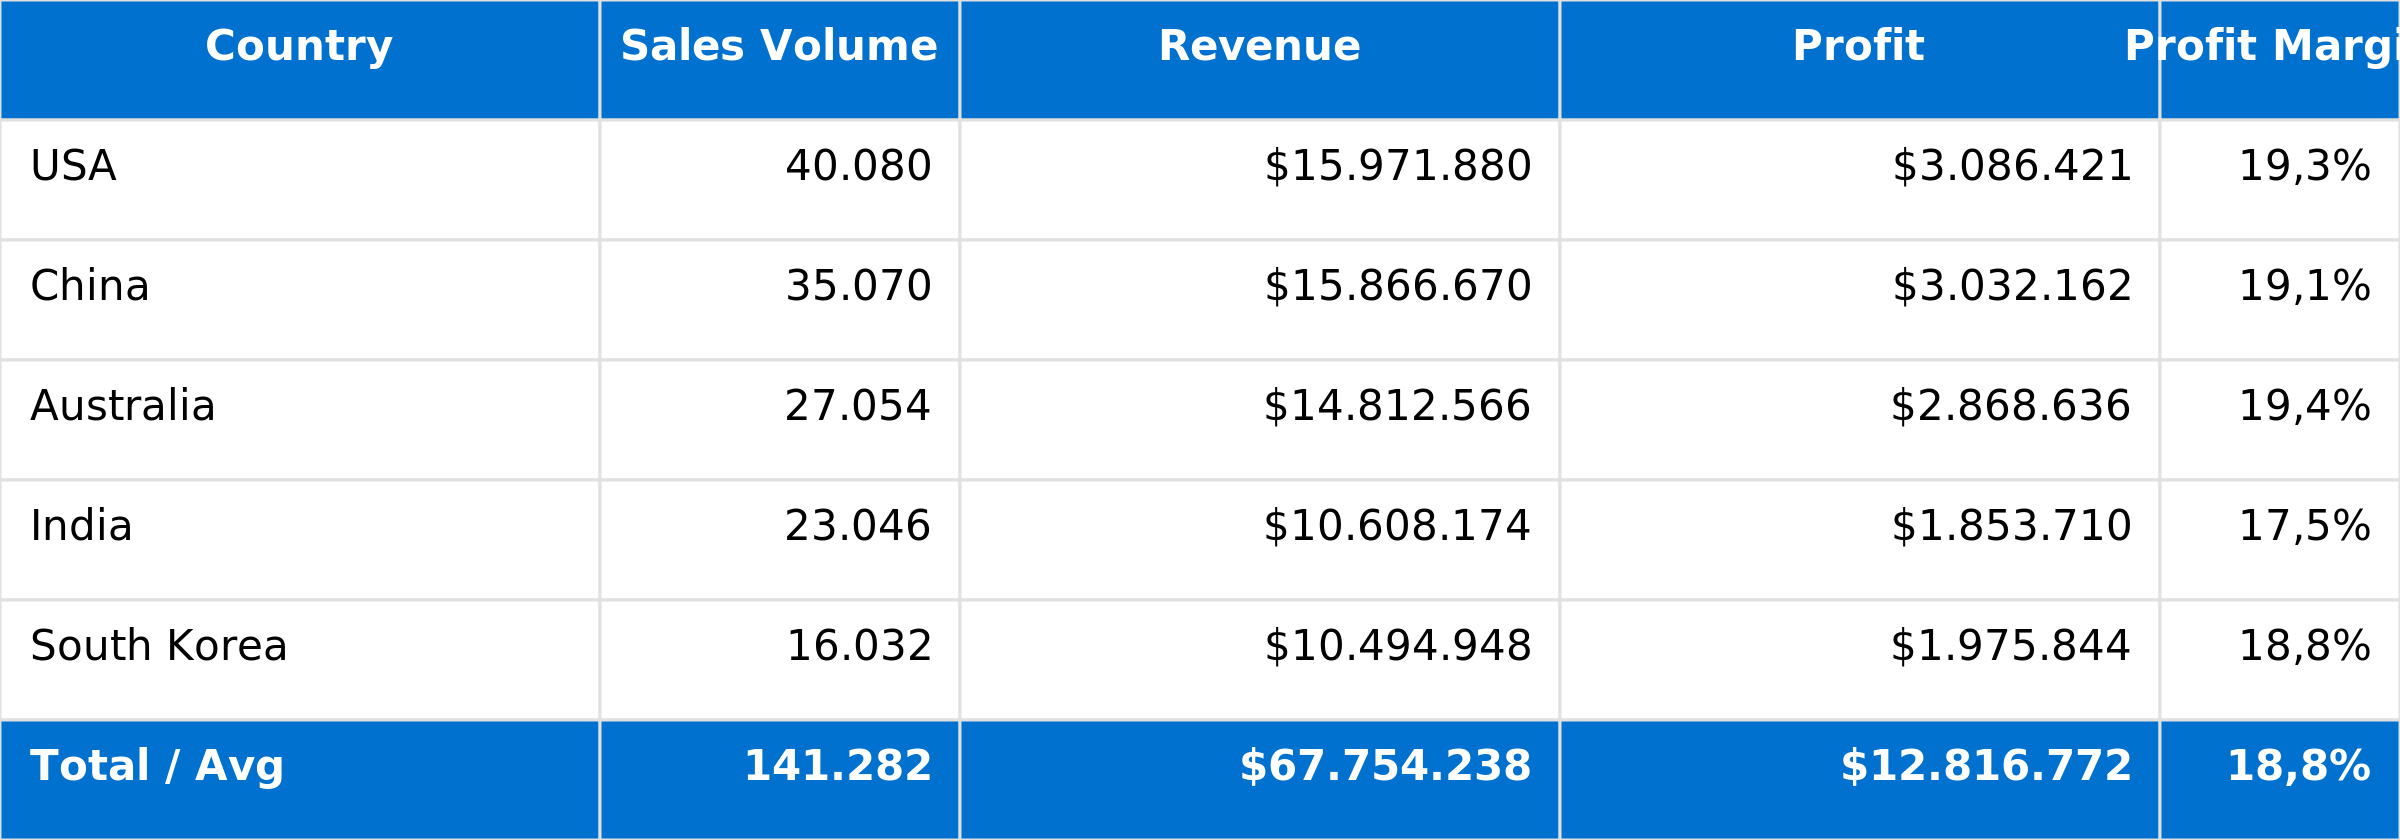 Country Sales Volume Revenue Profit Profit Margi
USA 40.080 $15.971.880 $3.086.421 19,3%
China 35.070 $15.866.670 $3.032.162 19,1%
Australia 27.054 $14.812.566 $2.868.636 19,4%
India 23.046 $10.608.174 $1.853.710 17,5%
South Korea 16.032 $10.494.948 $1.975.844 18,8%
Total / Avg 141.282 $67.754.238 $12.816.772 18,8%